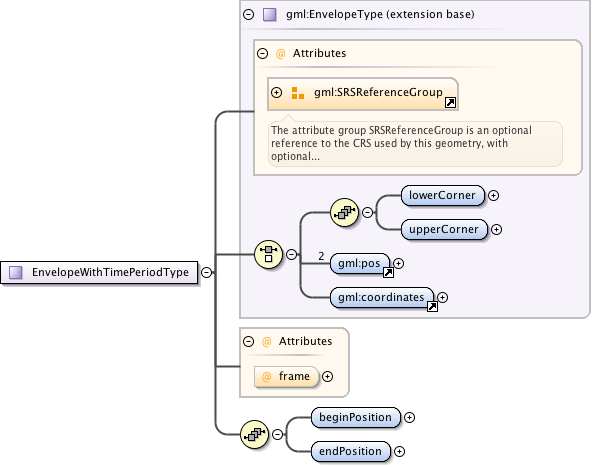 gml:EnvelopeType (extension base)
@ Attributes
gml:SRSReferenceGroup
The attribute group SRSReferenceGroup is an optional
reference to the CRS used by this geometry, with
optional...
lowerCorner
upperCorner
2
gml:pos
gml:coordinates
EnvelopeWithTimePeriodType
@ Attributes
@ frame
beginPosition
endPosition